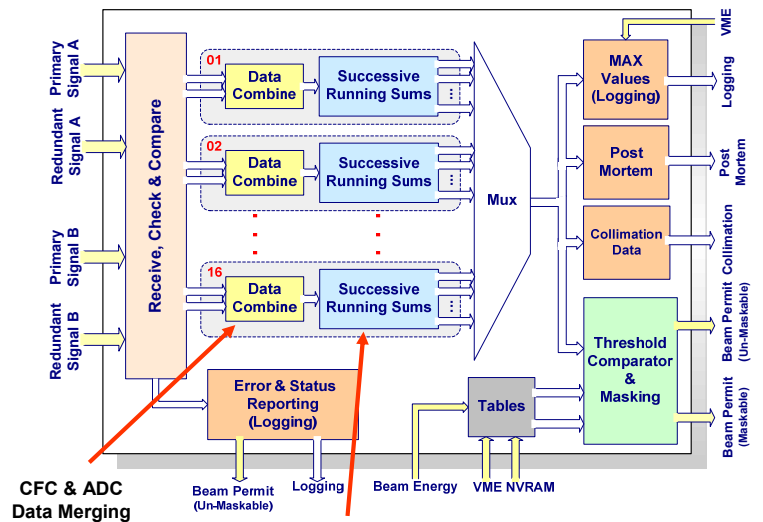 Primary
Signal A
Redundant
Signal A
Primary
Signal B
Redundant
Signal B
Receive, Check & Compare
01
Data
Combine
Successive
Running Sums
...
02
Data
Combine
Successive
Running Sums
...
16
Data
Combine
Successive
Running Sums
...
Mux
MAX
Values
(Logging)
Post
Mortem
Collimation
Data
Threshold
Comparator
&
Masking
VME
Logging
Post
Mortem
Collimation
Beam Permit
(Un-Maskable)
Beam Permit
(Maskable)
Error & Status
Reporting
(Logging)
Tables
Beam Permit
(Un-Maskable)
Logging
Beam Energy
VME NVRAM
CFC & ADC
Data Merging